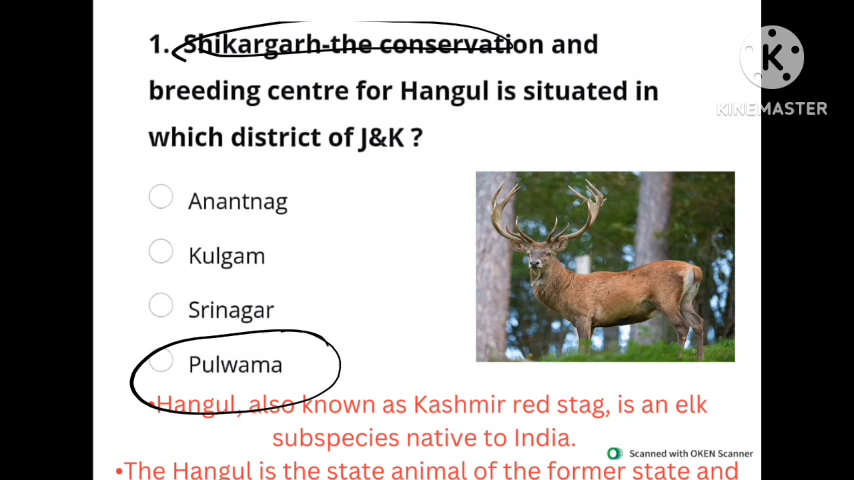 1. Shikargarh-the conservation and
breeding centre for Hangul is situated in
which district of J&K ?
Anantnag
Kulgam
Srinagar
Pulwama
•Hangul, also known as Kashmir red stag, is an elk
subspecies native to India.
•The Hangul is the state animal of the former state and
Scanned with OKEN Scanner
K
KINEMASTER